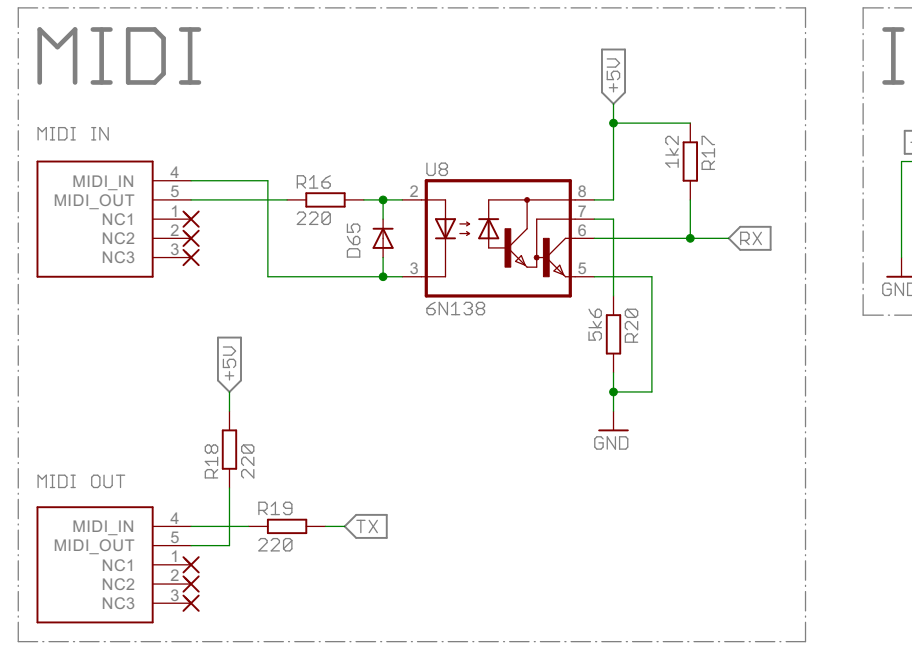 MIDI
I
MIDI IN
MIDI_IN 4
MIDI_OUT 5
NC1 1
NC2 2
NC3 3
R16
220
D65
U8
2
3
8
7
6
5
6N138
+5V
1k2
R17
RX
5k6
R20
GND
GND
+5V
R18
220
MIDI OUT
MIDI_IN 4
MIDI_OUT 5
NC1 1
NC2 2
NC3 3
R19
220
TX